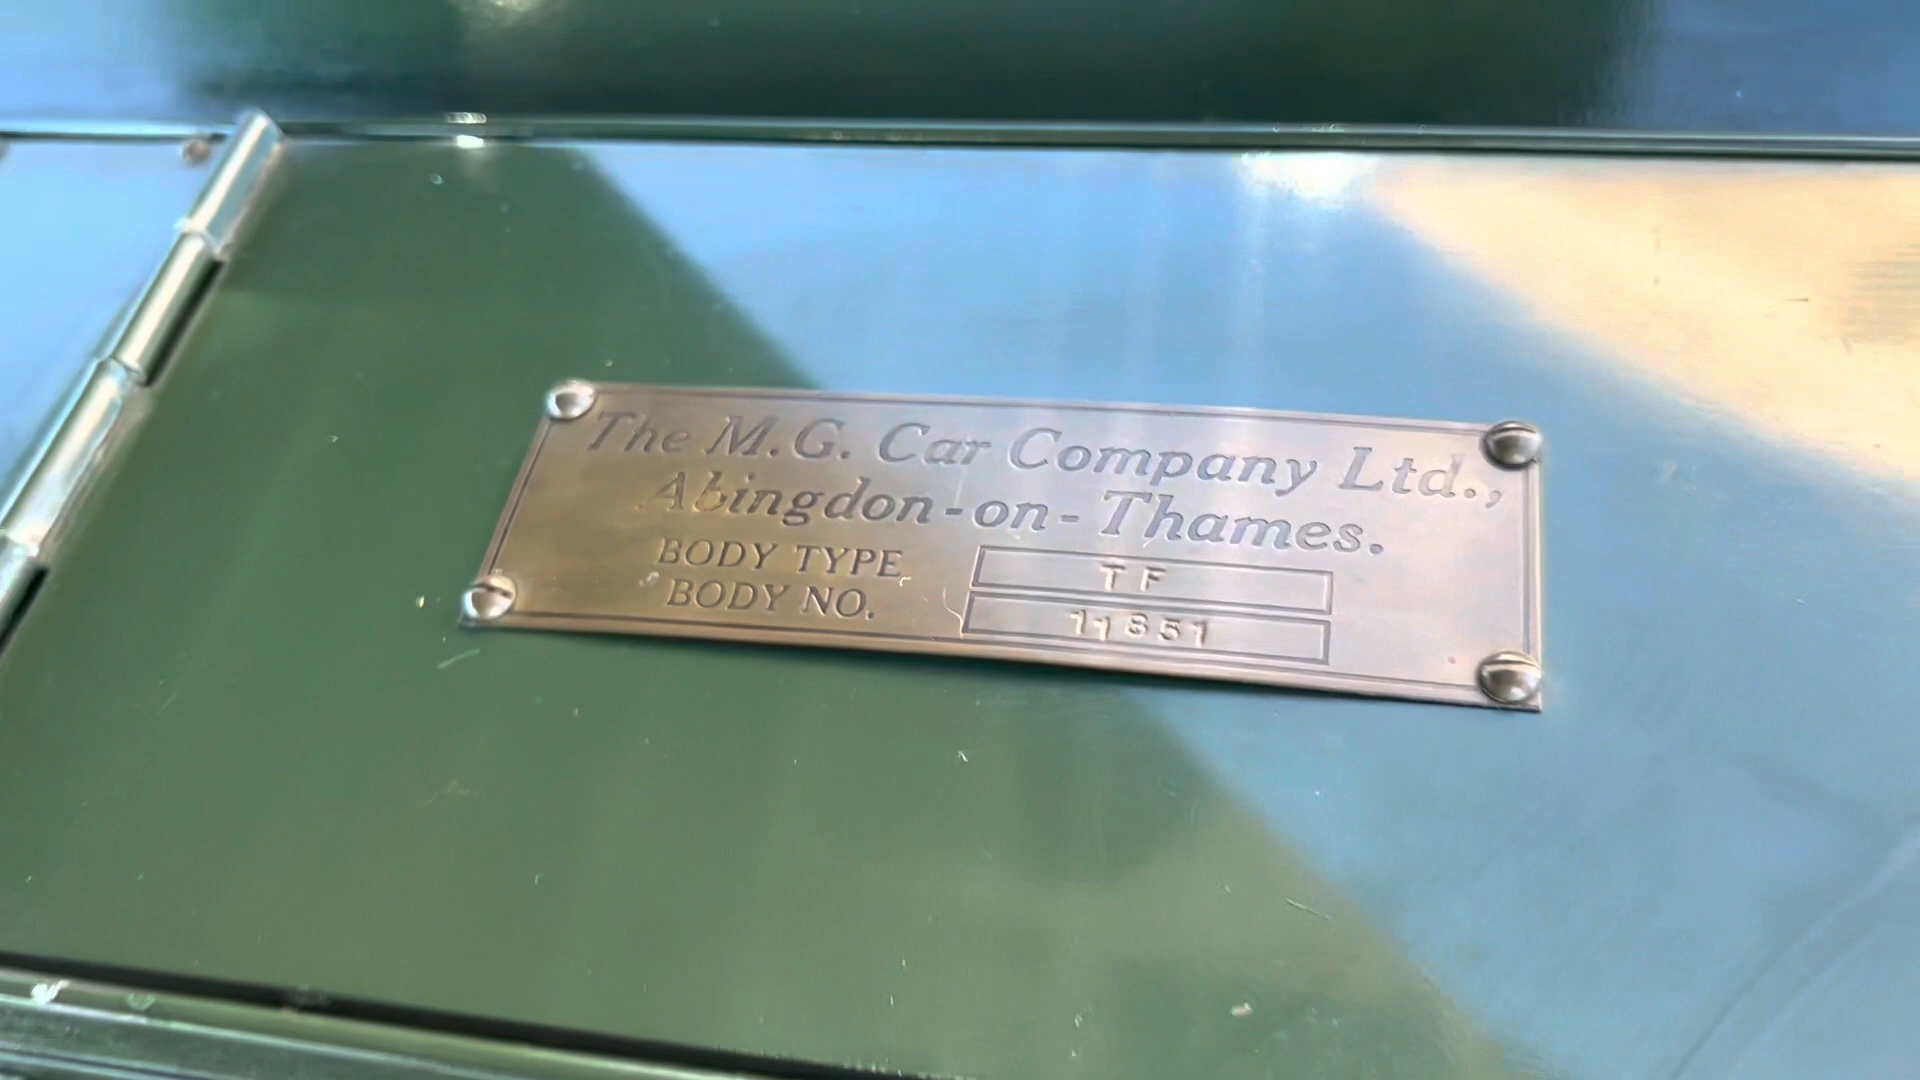 The M.G. Car Company Ltd.,
Abingdon-on-Thames.
BODY TYPE TF
BODY NO. 11851